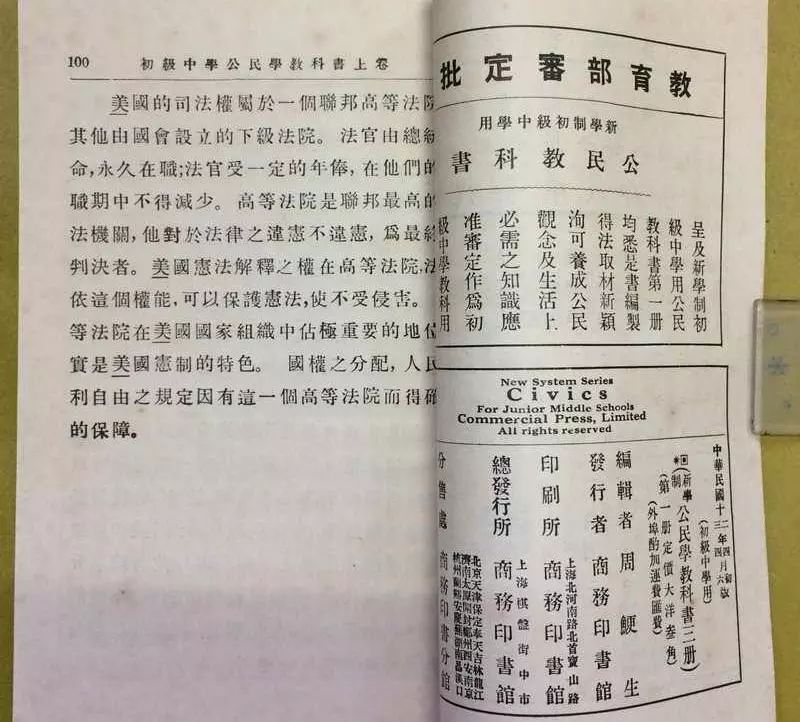 100 初級中學公民學教科書上卷
美國的司法權屬於一個聯邦高等法院
其他由國會設立的下級法院。 法官由總統
命,永久在職;法官受一定的年俸,在他們的
職期中不得減少。 高等法院是聯邦最高的
法機關,他對於法律之違憲不違憲,爲最終
判決者。 美國憲法解釋之權在高等法院,法
依這個權能,可以保護憲法,使不受侵害。
等法院在美國國家組織中佔極重要的地位
實是美國憲制的特色。 國權之分配,人民
利自由之規定因有這一個高等法院而得確
的保障。
教育部審定批
新學制初級中學用
公民教科書
呈及新學制初
級中學用公民
教科書第一册
均悉是書編製
得法取材新穎
洵可養成公民
觀念及生活上
必需之知識應
准審定作爲初
級中學教科用
New System Series
Civics
For Junior Middle Schools
Commercial Press, Limited
All rights reserved
中華民國十二年四月初版
三四六
(初級中學用)
(新學制)公民學教科書三册
(第一册定價大洋叁角)
(外埠酌加運費匯費)
編輯者 周鯁生
發行者 商務印書館
印刷所 上海北河南路北首寶山路 商務印書館
總發行所 上海棋盤街中市 商務印書館
分售處 北京天津保定奉天吉林龍江
濟南太原開封鄭州西安南京
杭州蘭谿安慶蕪湖南昌漢口
商務印書分館